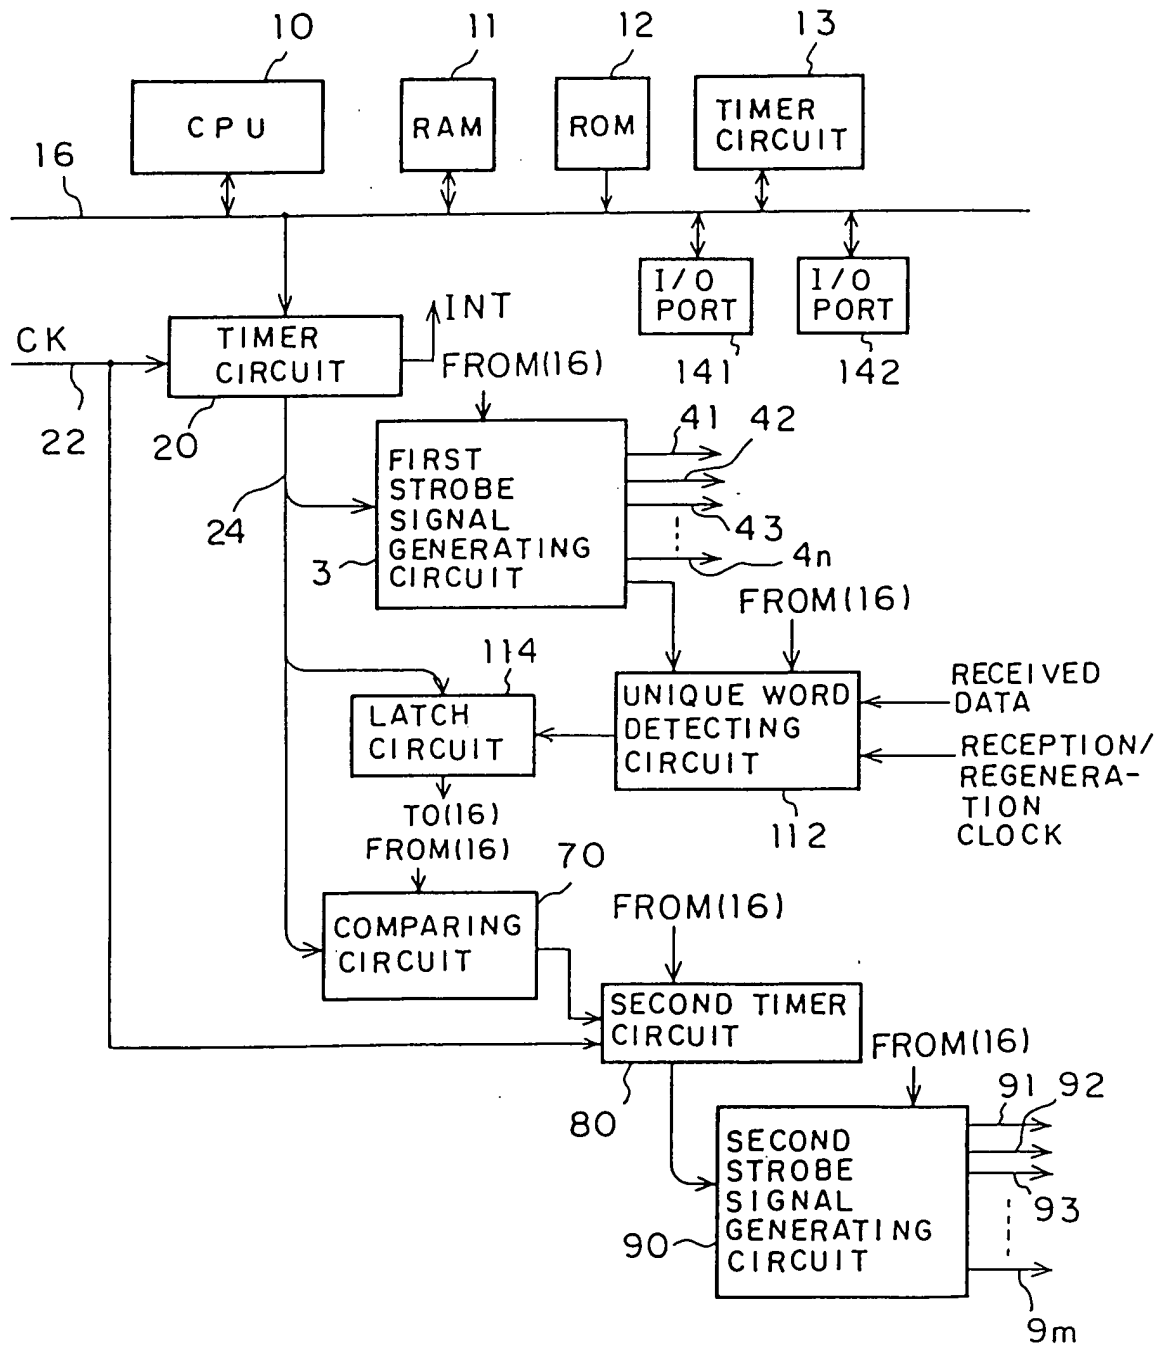 10
11
12
13
CPU
RAM
ROM
TIMER
CIRCUIT
16
I/O
PORT
I/O
PORT
141
142
CK
22
TIMER
CIRCUIT
20
INT
FROM(16)
24
FIRST
STROBE
SIGNAL
GENERATING
CIRCUIT
3
41
42
43
4n
FROM(16)
114
LATCH
CIRCUIT
UNIQUE WORD
DETECTING
CIRCUIT
112
RECEIVED
DATA
RECEPTION/
REGENERA-
TION
CLOCK
TO(16)
FROM(16)
70
COMPARING
CIRCUIT
FROM(16)
SECOND TIMER
CIRCUIT
80
FROM(16)
SECOND
STROBE
SIGNAL
GENERATING
CIRCUIT
90
91
92
93
9m